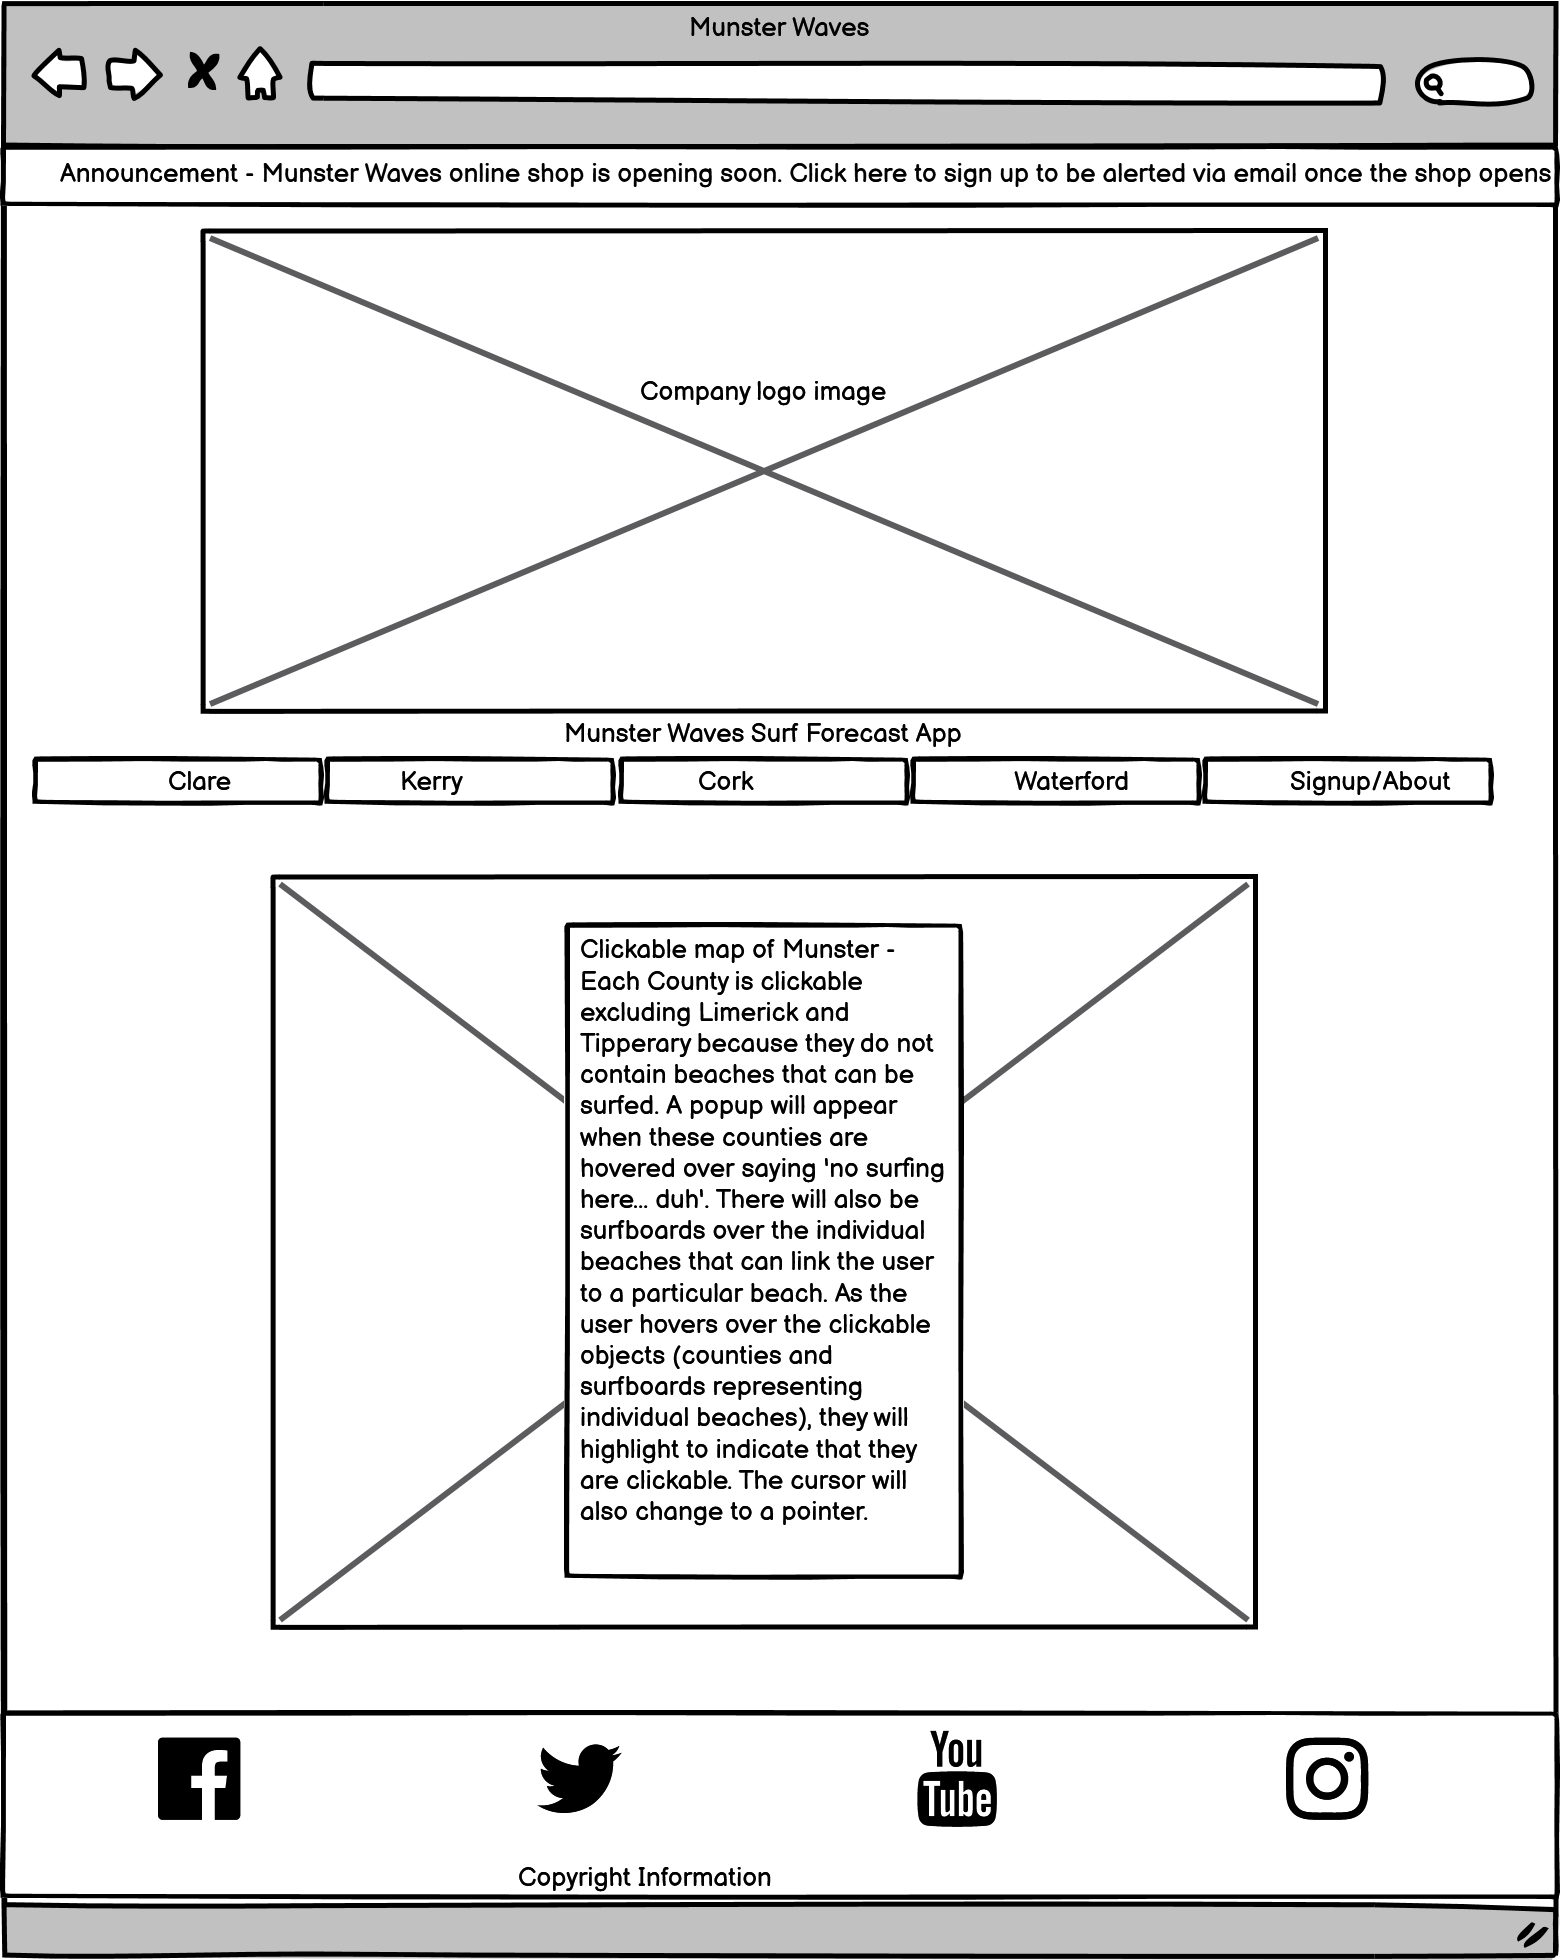 Munster Waves
Announcement - Munster Waves online shop is opening soon. Click here to sign up to be alerted via email once the shop opens
Company logo image
Munster Waves Surf Forecast App
Clare
Kerry
Cork
Waterford
Signup/About
Clickable map of Munster -
Each County is clickable
excluding Limerick and
Tipperary because they do not
contain beaches that can be
surfed. A popup will appear
when these counties are
hovered over saying 'no surfing
here... duh'. There will also be
surfboards over the individual
beaches that can link the user
to a particular beach. As the
user hovers over the clickable
objects (counties and
surfboards representing
individual beaches), they will
highlight to indicate that they
are clickable. The cursor will
also change to a pointer.
You
Tube
Copyright Information